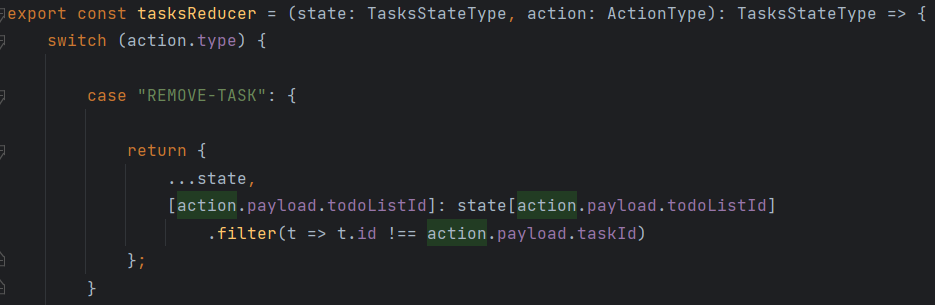 export const tasksReducer = (state: TasksStateType, action: ActionType): TasksStateType => {
switch (action.type) {
case "REMOVE-TASK": {
return {
...state,
[action.payload.todoListId]: state[action.payload.todoListId]
.filter(t => t.id !== action.payload.taskId)
};
}